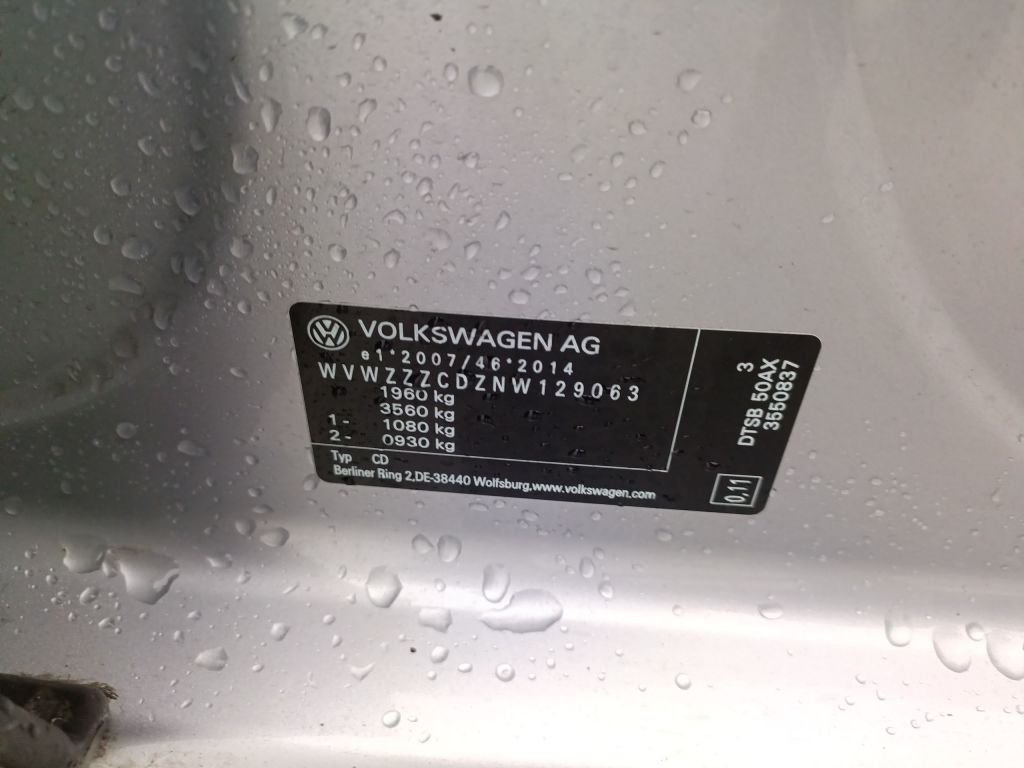 VOLKSWAGEN AG
e1*2007/46*2014
WVWZZZCDZNW129063
1960 kg
3560 kg
1- 1080 kg
2- 0930 kg
Typ CD
Berliner Ring 2,DE-38440 Wolfsburg,www.volkswagen.com
3
DTSB 50AX
3550837
0.11